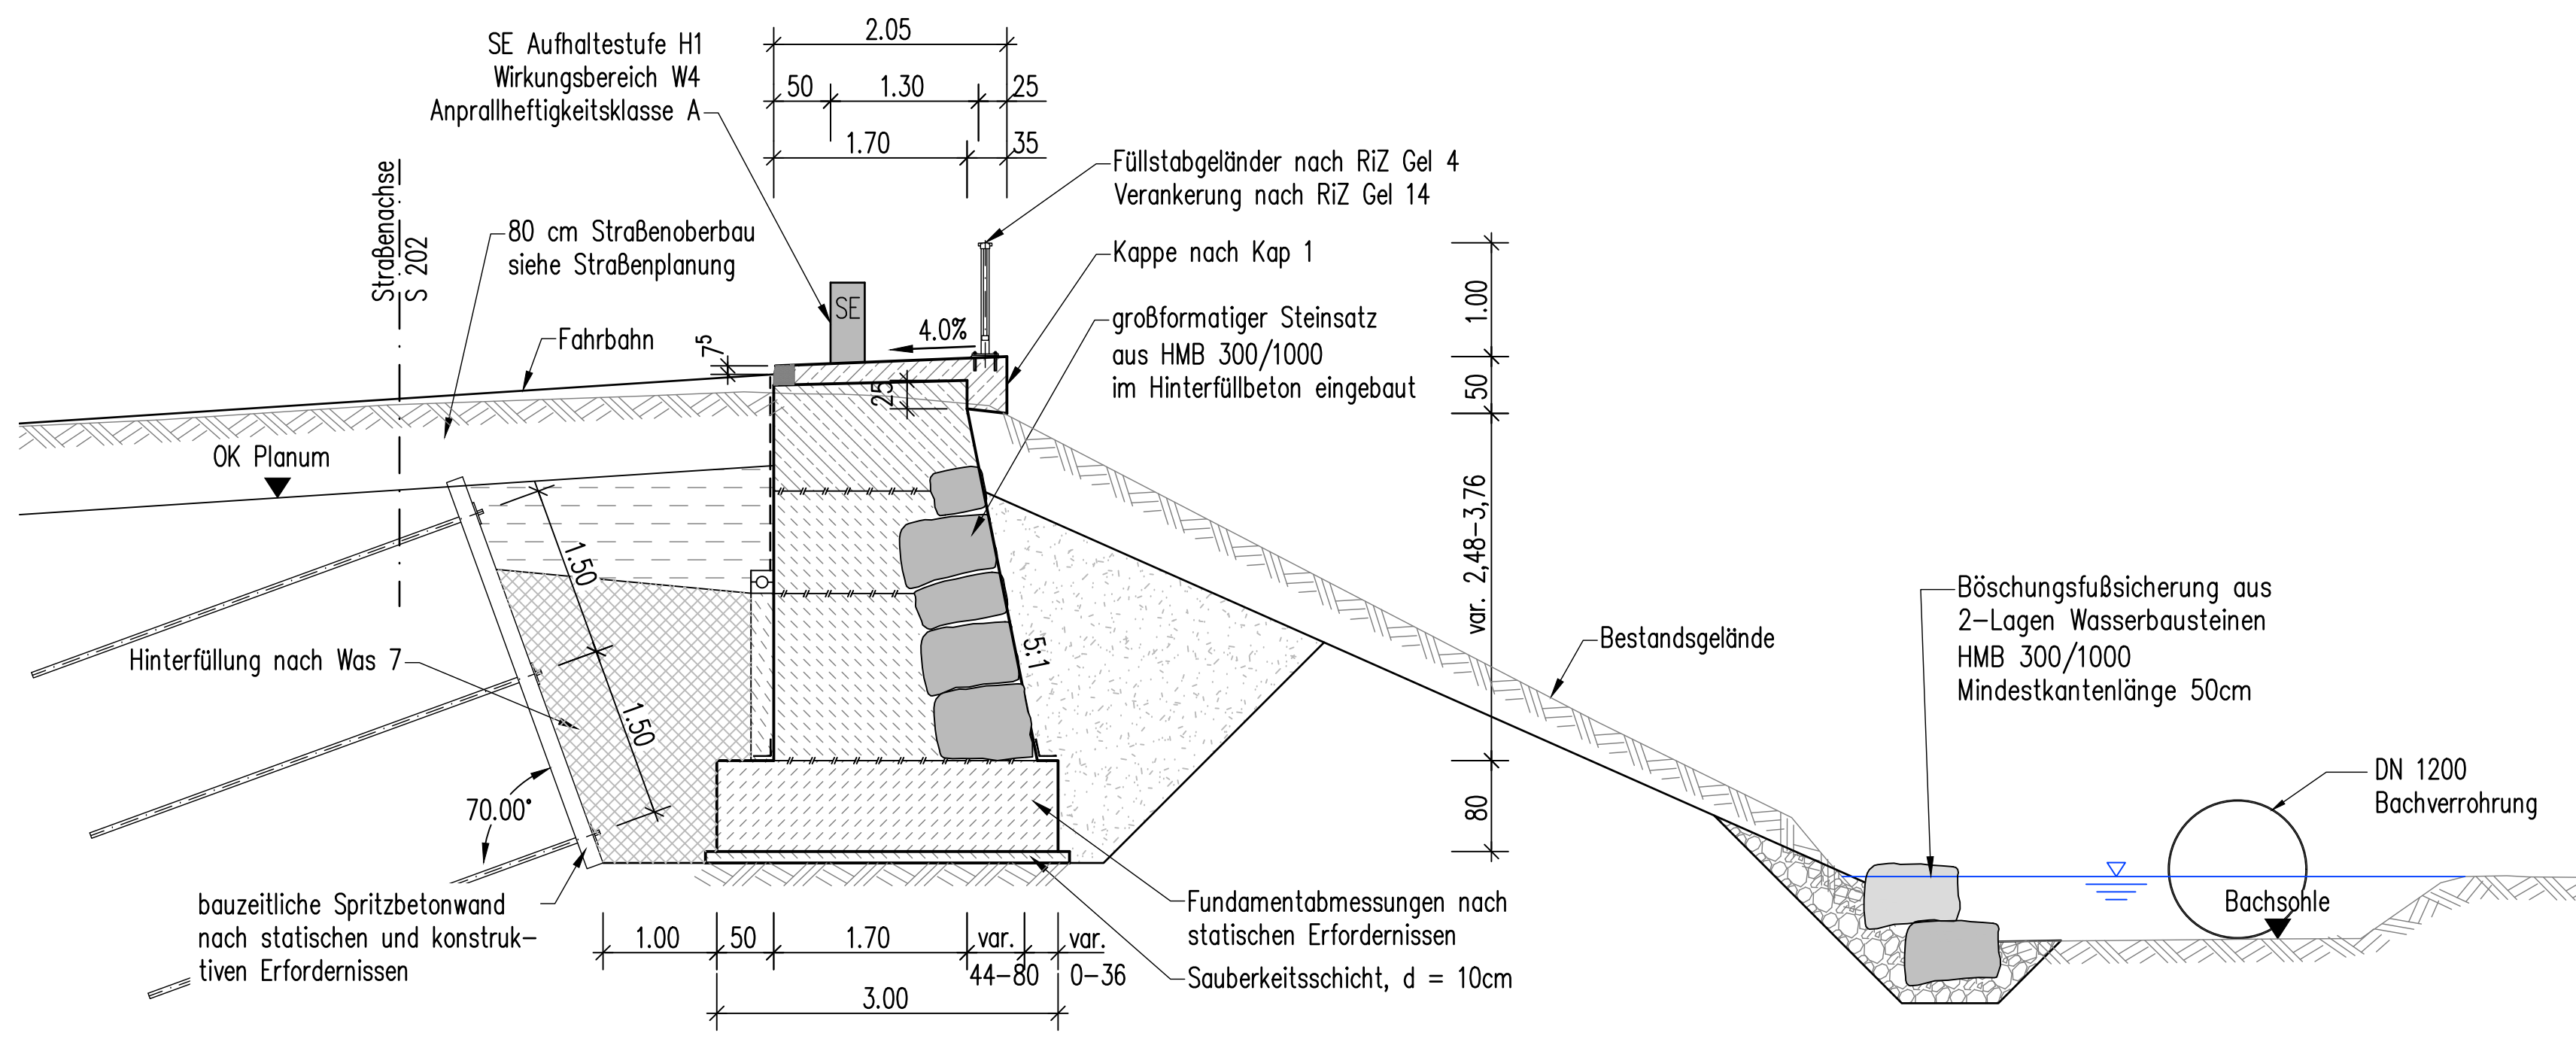 2.05
SE Aufhaltestufe H1
Wirkungsbereich W4
Anprallheftigkeitsklasse A
50
1.30
25
1.70
35
Füllstabgeländer nach RiZ Gel 4
Verankerung nach RiZ Gel 14
Straßenachse
S 202
80 cm Straßenoberbau
siehe Straßenplanung
Kappe nach Kap 1
SE
4.0%
großformatiger Steinsatz
aus HMB 300/1000
im Hinterfüllbeton eingebaut
Fahrbahn
7⁵
25
1.00
50
var. 2,48-3,76
80
OK Planum
1.50
1.50
5:1
Hinterfüllung nach Was 7
70.00°
Bestandsgelände
Böschungsfußsicherung aus
2-Lagen Wasserbausteinen
HMB 300/1000
Mindestkantenlänge 50cm
DN 1200
Bachverrohrung
Bachsohle
bauzeitliche Spritzbetonwand
nach statischen und konstruk-
tiven Erfordernissen
Fundamentabmessungen nach
statischen Erfordernissen
Sauberkeitsschicht, d = 10cm
1.00
50
1.70
var.
44-80
var.
0-36
3.00